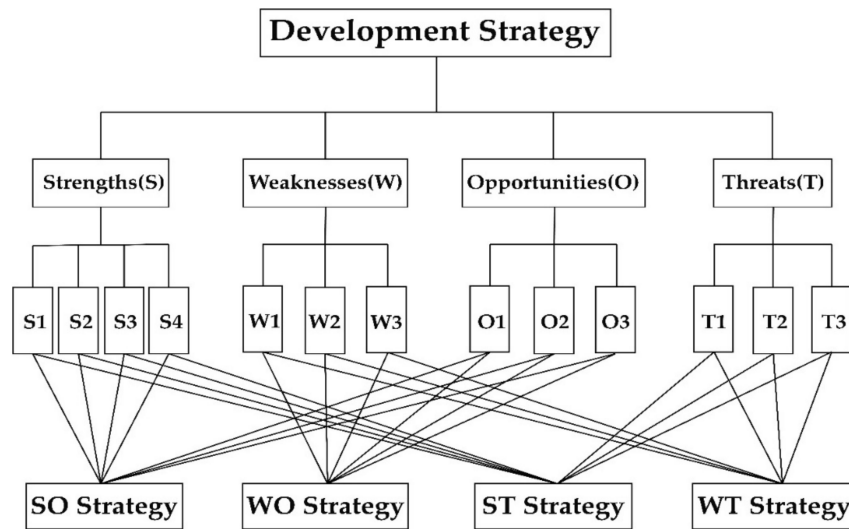 Development Strategy
Strengths(S) Weaknesses(W) Opportunities(O) Threats(T)
S1 S2 S3 S4 W1 W2 W3 O1 O2 O3 T1 T2 T3
SO Strategy WO Strategy ST Strategy WT Strategy